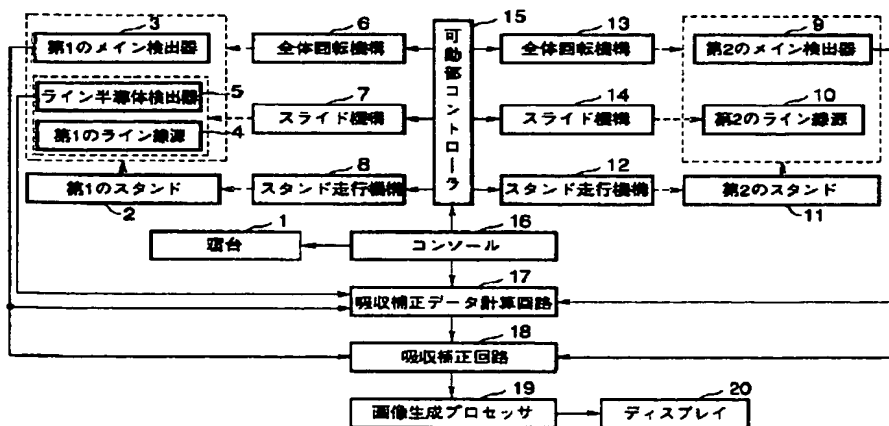 3
第1のメイン検出器
6
全体回転機構
15
可動部コントローラ
13
全体回転機構
9
第2のメイン検出器
ライン半導体検出器
5
第1のライン線源
4
7
スライド機構
14
スライド機構
10
第2のライン線源
第1のスタンド
2
8
スタンド走行機構
12
スタンド走行機構
第2のスタンド
11
1
寝台
16
コンソール
17
吸収補正データ計算回路
18
吸収補正回路
19
画像生成プロセッサ
20
ディスプレイ